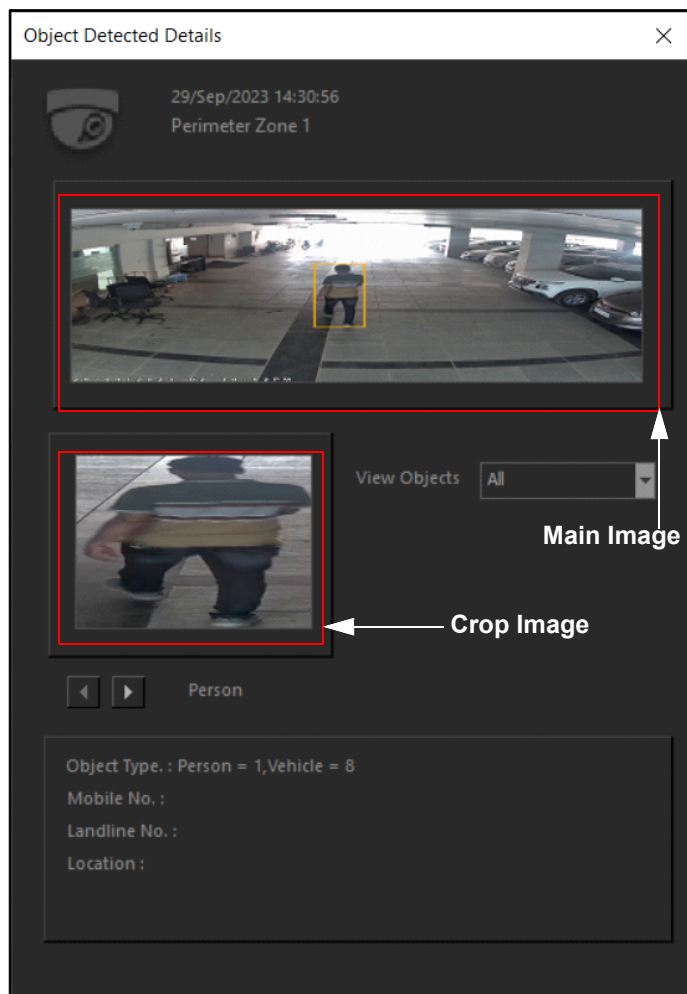 Object Detected Details
29/Sep/2023 14:30:56
Perimeter Zone 1
View Objects All
Main Image
Crop Image
Person
Object Type. : Person = 1,Vehicle = 8
Mobile No. :
Landline No. :
Location :